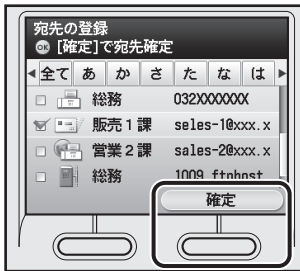 宛先の登録
OK [確定]で宛先確定
全て あ か さ た な は
総務 032XXXXXX
販売1課 seles-1@xxx.x
営業2課 sales-2@xxx.x
総務 1009 ftphost
確定